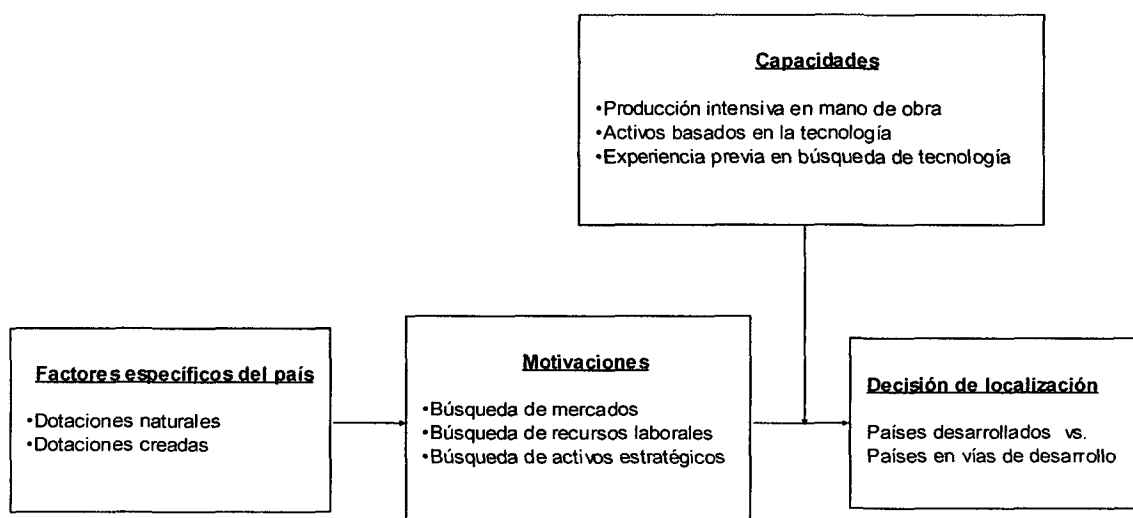 Capacidades
•Producción intensiva en mano de obra
•Activos basados en la tecnología
•Experiencia previa en búsqueda de tecnología
Factores específicos del país
•Dotaciones naturales
•Dotaciones creadas
Motivaciones
•Búsqueda de mercados
•Búsqueda de recursos laborales
•Búsqueda de activos estratégicos
Decisión de localización
Países desarrollados vs.
Países en vías de desarrollo